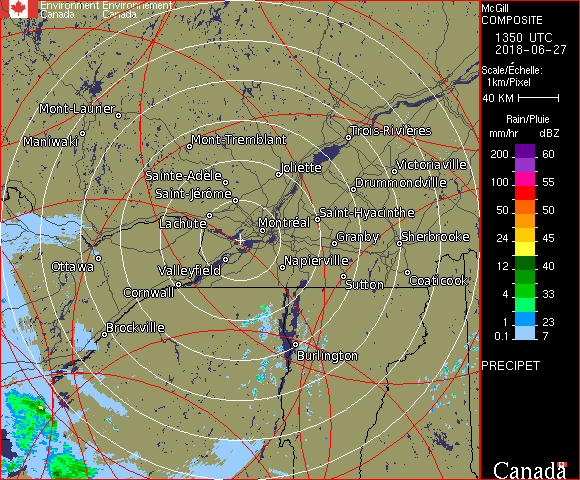 Environment Environnement
Canada Canada
McGill
COMPOSITE
1350 UTC
2018-06-27
Scale/Échelle:
1km/Pixel
40 KM
Rain/Pluie
mm/hr dBZ
200 60
100 55
50 50
24 45
12 40
4 33
1 23
0.1 7
PRECIPET
Canada
Mont-Laurier
Maniwaki
Mont-Tremblant
Trois-Rivières
Joliette
Victoriaville
Sainte-Adèle
Drummondville
Saint-Jérôme
Saint-Hyacinthe
Lachute
Montréal
Granby
Sherbrooke
Ottawa
Valleyfield
Napierville
Cornwall
Sutton
Coaticook
Brockville
Burlington